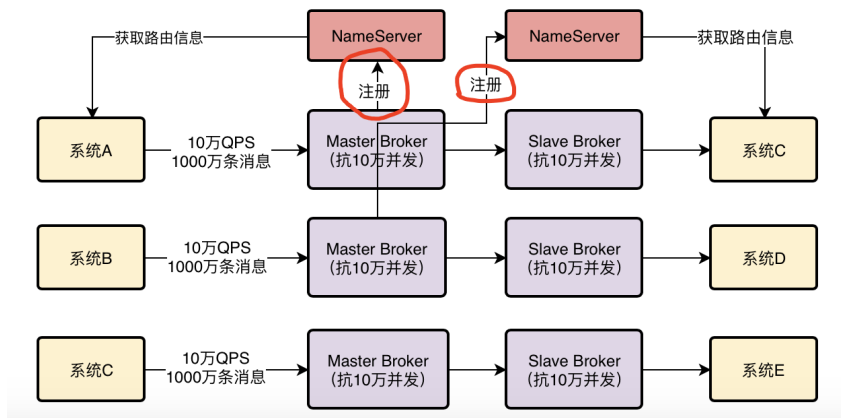 NameServer
NameServer
获取路由信息
获取路由信息
注册
注册
系统A
10万QPS
1000万条消息
Master Broker
(抗10万并发)
Slave Broker
(抗10万并发)
系统C
系统B
10万QPS
1000万条消息
Master Broker
(抗10万并发)
Slave Broker
(抗10万并发)
系统D
系统C
10万QPS
1000万条消息
Master Broker
(抗10万并发)
Slave Broker
(抗10万并发)
系统E